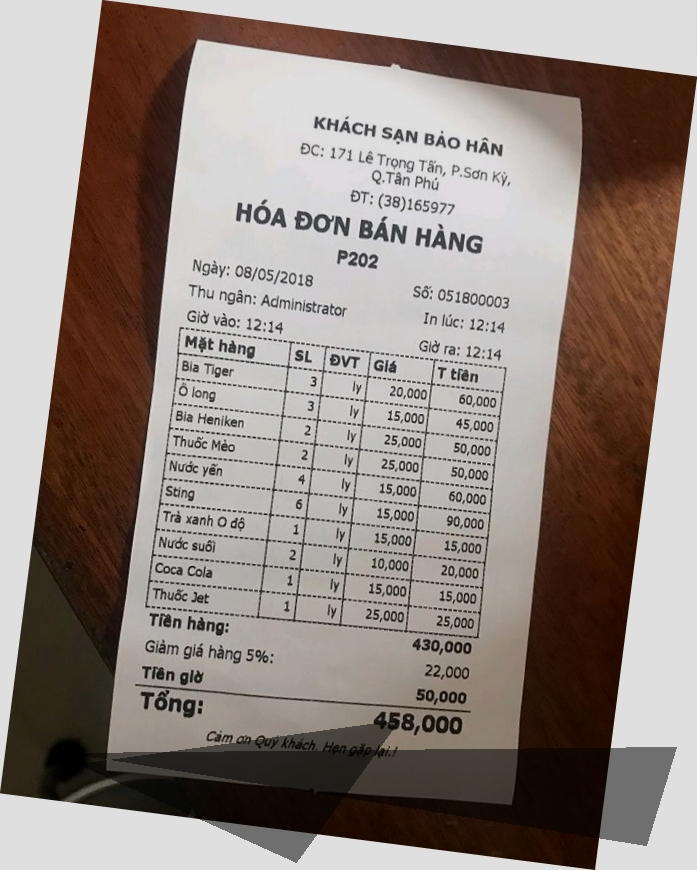 KHÁCH SẠN BẢO HÂN
ĐC: 171 Lê Trọng Tấn, P.Sơn Kỳ,
Q.Tân Phú
ĐT: (38)165977
HÓA ĐƠN BÁN HÀNG
P202
Ngày: 08/05/2018 Số: 051800003
Thu ngân: Administrator In lúc: 12:14
Giờ vào: 12:14 Giờ ra: 12:14
Mặt hàng SL ĐVT Giá T tiền
Bia Tiger 3 ly 20,000 60,000
Ô long 3 ly 15,000 45,000
Bia Heniken 2 ly 25,000 50,000
Thuốc Mèo 2 ly 25,000 50,000
Nước yến 4 ly 15,000 60,000
Sting 6 ly 15,000 90,000
Trà xanh O độ 1 ly 15,000 15,000
Nước suối 2 ly 10,000 20,000
Coca Cola 1 ly 15,000 15,000
Thuốc Jet 1 ly 25,000 25,000
Tiền hàng: 430,000
Giảm giá hàng 5%: 22,000
Tiền giờ 50,000
Tổng: 458,000
Cảm ơn Quý khách. Hẹn gặp lại.!